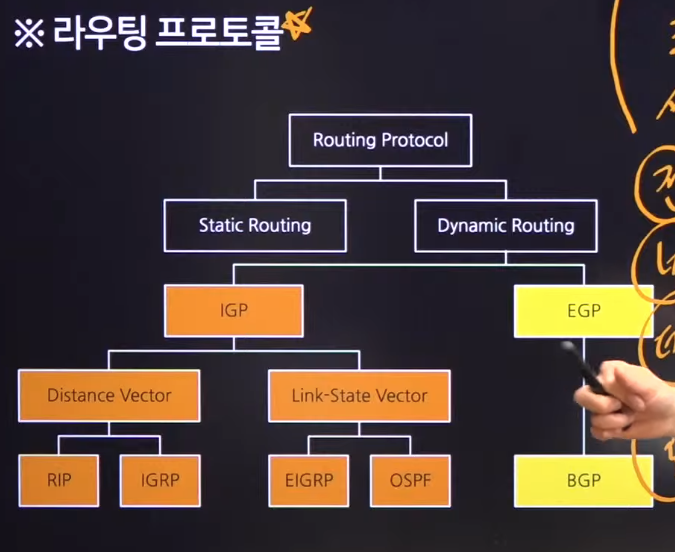 ※ 라우팅 프로토콜
Routing Protocol
Static Routing
Dynamic Routing
IGP
EGP
Distance Vector
Link-State Vector
RIP
IGRP
EIGRP
OSPF
BGP